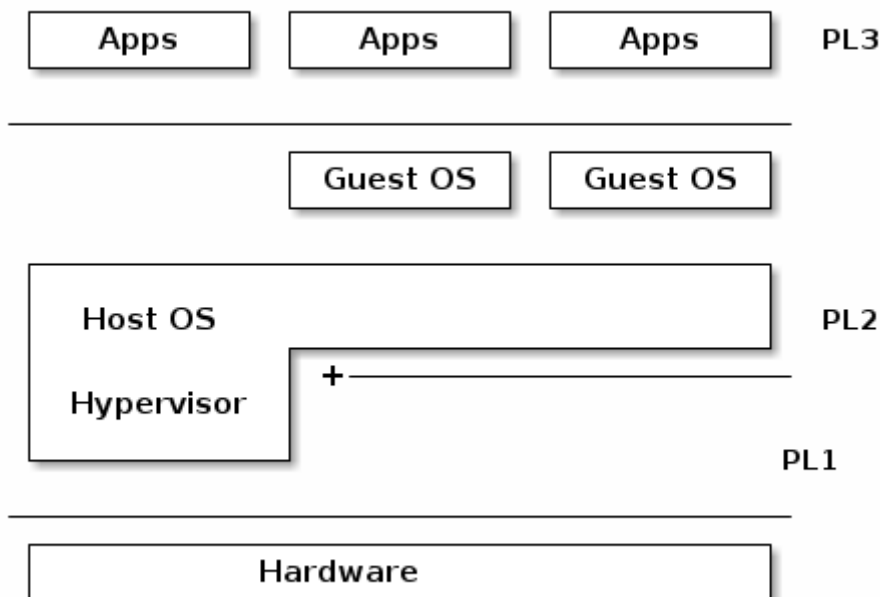 Apps Apps Apps PL3
Guest OS Guest OS
Host OS PL2
+
Hypervisor
PL1
Hardware